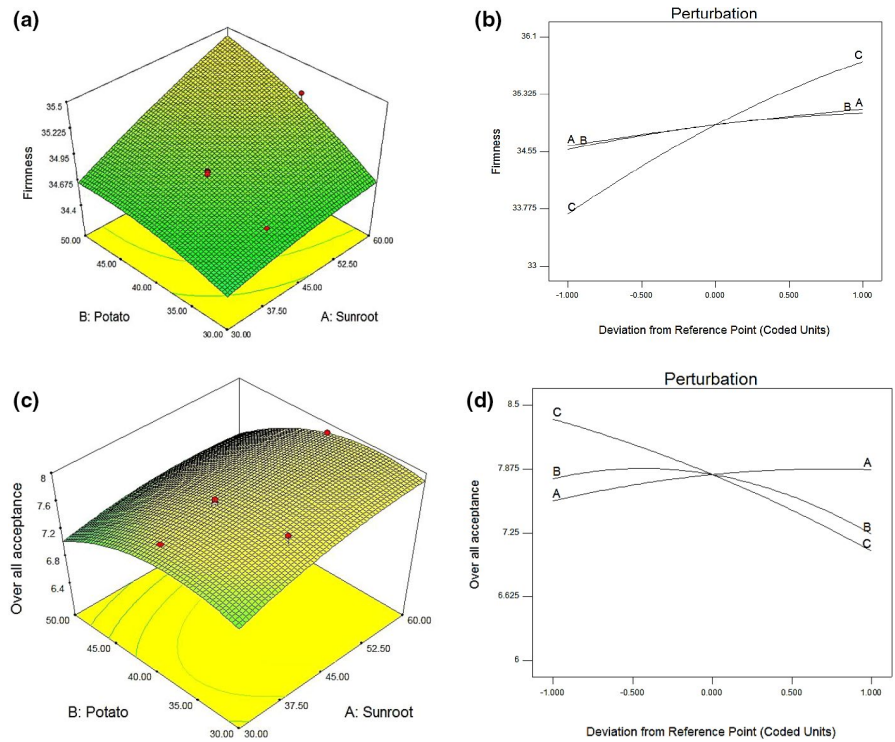 (a)
Firmness
35.5
35.225
34.95
34.675
34.4
50.00
45.00
40.00
35.00
30.00
30.00
37.50
45.00
52.50
60.00
B: Potato
A: Sunroot
(b)
Perturbation
Firmness
36.1
35.325
34.55
33.775
33
A
B
C
C
B
A
-1.000
-0.500
0.000
0.500
1.000
Deviation from Reference Point (Coded Units)
(c)
Over all acceptance
8
7.6
7.2
6.8
6.4
50.00
45.00
40.00
35.00
30.00
30.00
37.50
45.00
52.50
60.00
B: Potato
A: Sunroot
(d)
Perturbation
Over all acceptance
8.5
7.875
7.25
6.625
6
C
B
A
A
B
C
-1.000
-0.500
0.000
0.500
1.000
Deviation from Reference Point (Coded Units)